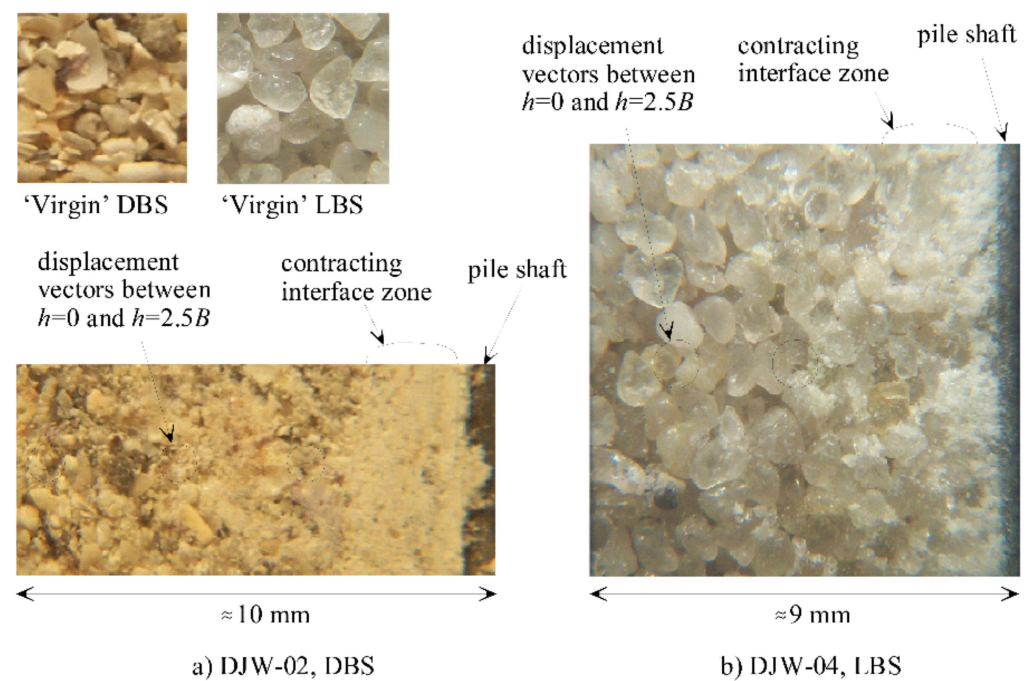 'Virgin' DBS
'Virgin' LBS
displacement
vectors between
h=0 and h=2.5B
contracting
interface zone
pile shaft
≈10 mm
a) DJW-02, DBS
displacement
vectors between
h=0 and h=2.5B
contracting
interface zone
pile shaft
≈9 mm
b) DJW-04, LBS